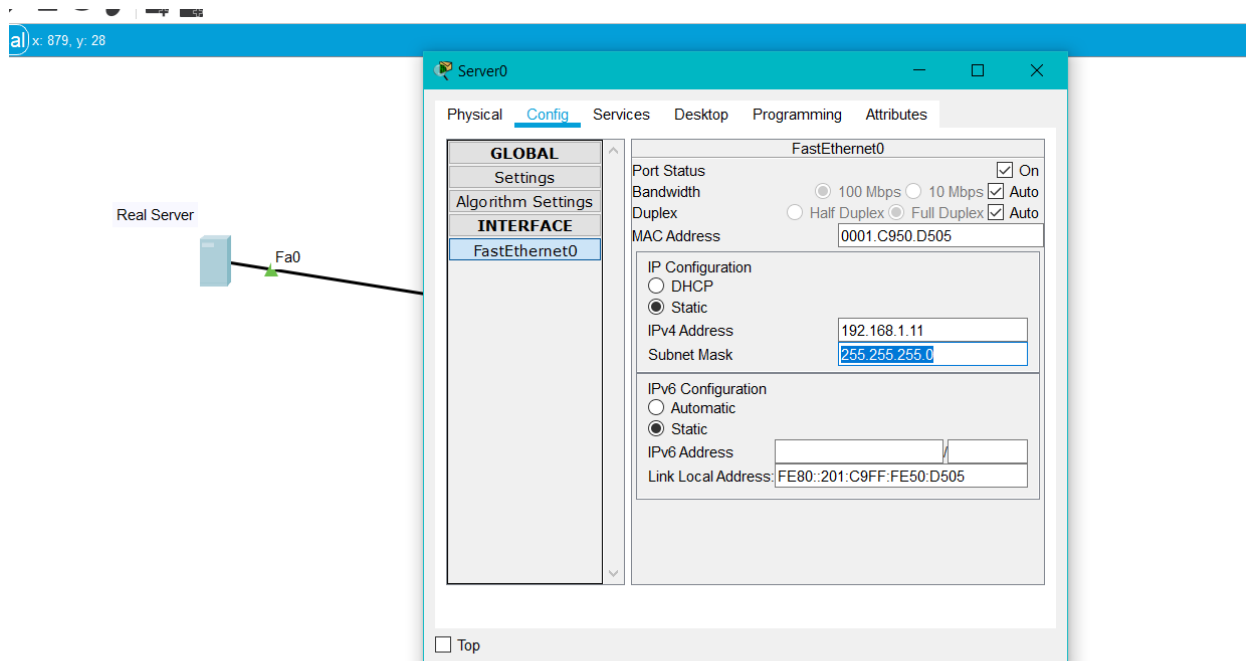 al x: 879, y: 28
Server0
Physical Config Services Desktop Programming Attributes
GLOBAL
Settings
Algorithm Settings
INTERFACE
FastEthernet0
FastEthernet0
Port Status On
Bandwidth 100 Mbps 10 Mbps Auto
Duplex Half Duplex Full Duplex Auto
MAC Address 0001.C950.D505
IP Configuration
DHCP
Static
IPv4 Address 192.168.1.11
Subnet Mask 255.255.255.0
IPv6 Configuration
Automatic
Static
IPv6 Address /
Link Local Address: FE80::201:C9FF:FE50:D505
Top
Real Server
Fa0